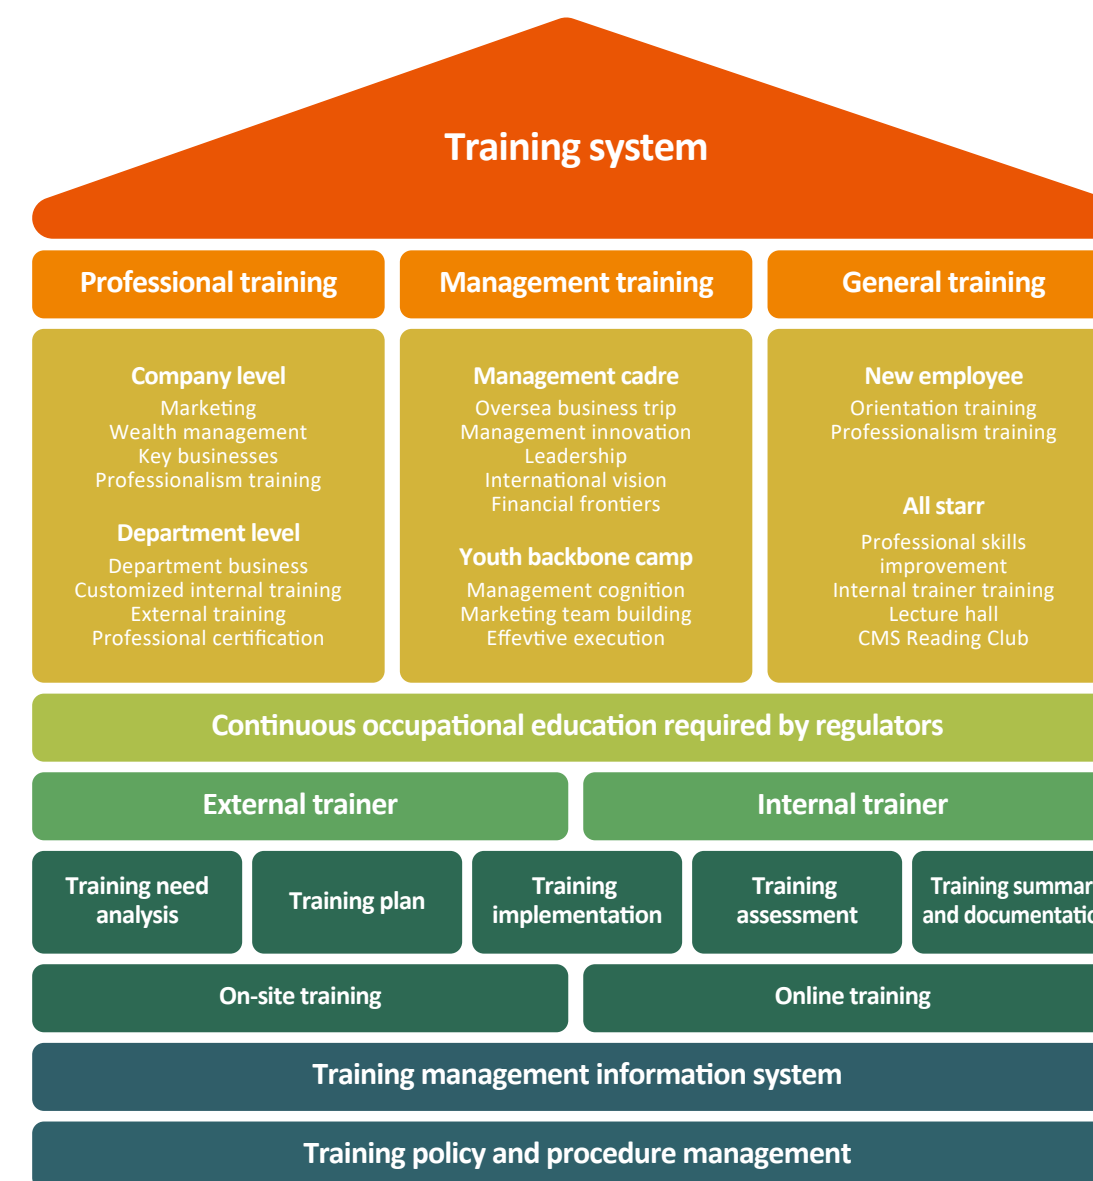 Training system
Professional training
Management training
General training
Company level
Marketing
Wealth management
Key businesses
Professionalism training
Department level
Department business
Customized internal training
External training
Professional certification
Management cadre
Oversea business trip
Management innovation
Leadership
International vision
Financial frontiers
Youth backbone camp
Management cognition
Marketing team building
Effevtive execution
New employee
Orientation training
Professionalism training
All starr
Professional skills
improvement
Internal trainer training
Lecture hall
CMS Reading Club
Continuous occupational education required by regulators
External trainer
Internal trainer
Training need
analysis
Training plan
Training
implementation
Training
assessment
Training summar
and documentatio
On-site training
Online training
Training management information system
Training policy and procedure management